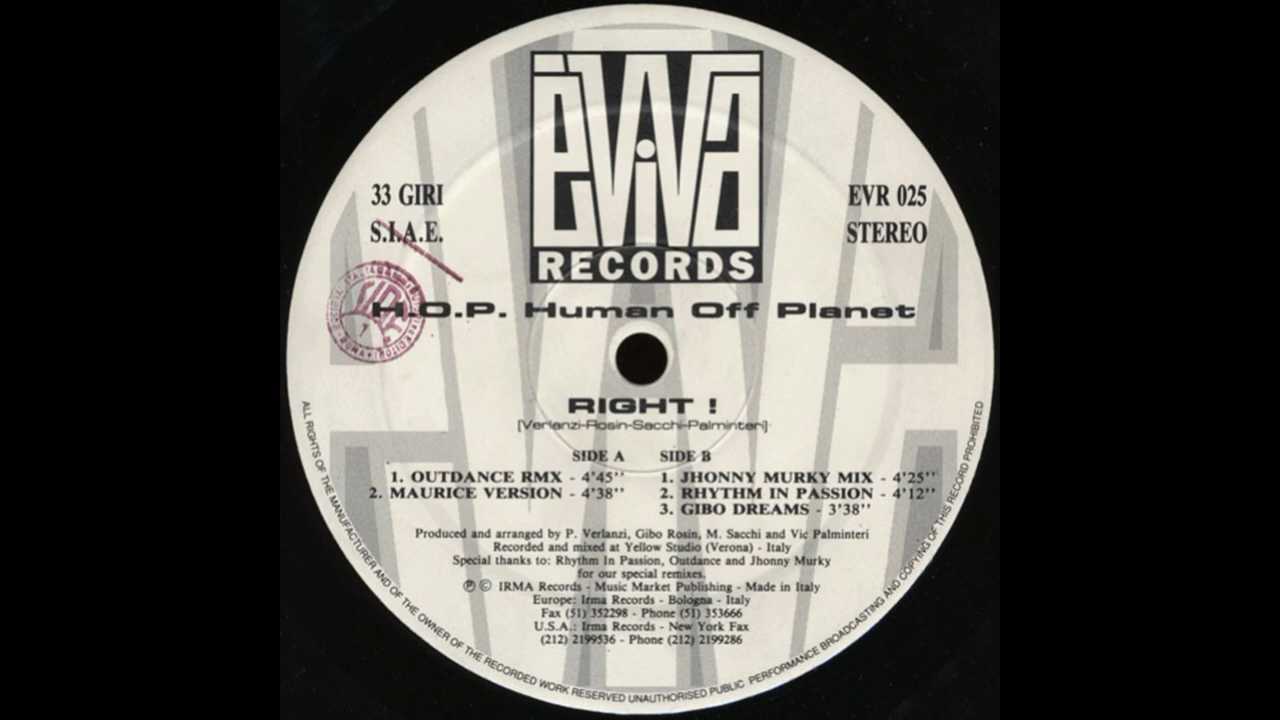 ēViVa
RECORDS
33 GIRI
S.I.A.E.
EVR 025
STEREO
H.O.P. Human Off Planet
RIGHT !
[Verlanzi-Rosin-Sacchi-Palminteri]
SIDE A
1. OUTDANCE RMX - 4'45''
2. MAURICE VERSION - 4'38''
SIDE B
1. JHONNY MURKY MIX - 4'25''
2. RHYTHM IN PASSION - 4'12''
3. GIBO DREAMS - 3'38''
Produced and arranged by P. Verlanzi, Gibo Rosin, M. Sacchi and Vic Palminteri
Recorded and mixed at Yellow Studio (Verona) - Italy
Special thanks to: Rhythm In Passion, Outdance and Jhonny Murky
for our special remixes.
℗ © IRMA Records - Music Market Publishing - Made in Italy
Europe: Irma Records - Bologna - Italy
Fax (51) 352298 - Phone (51) 353666
U.S.A.: Irma Records - New York Fax
(212) 2199536 - Phone (212) 2199286
ALL RIGHTS OF THE MANUFACTURER AND OF THE OWNER OF THE RECORDED WORK RESERVED UNAUTHORISED PUBLIC PERFORMANCE BROADCASTING AND COPYING OF THIS RECORD PROHIBITED